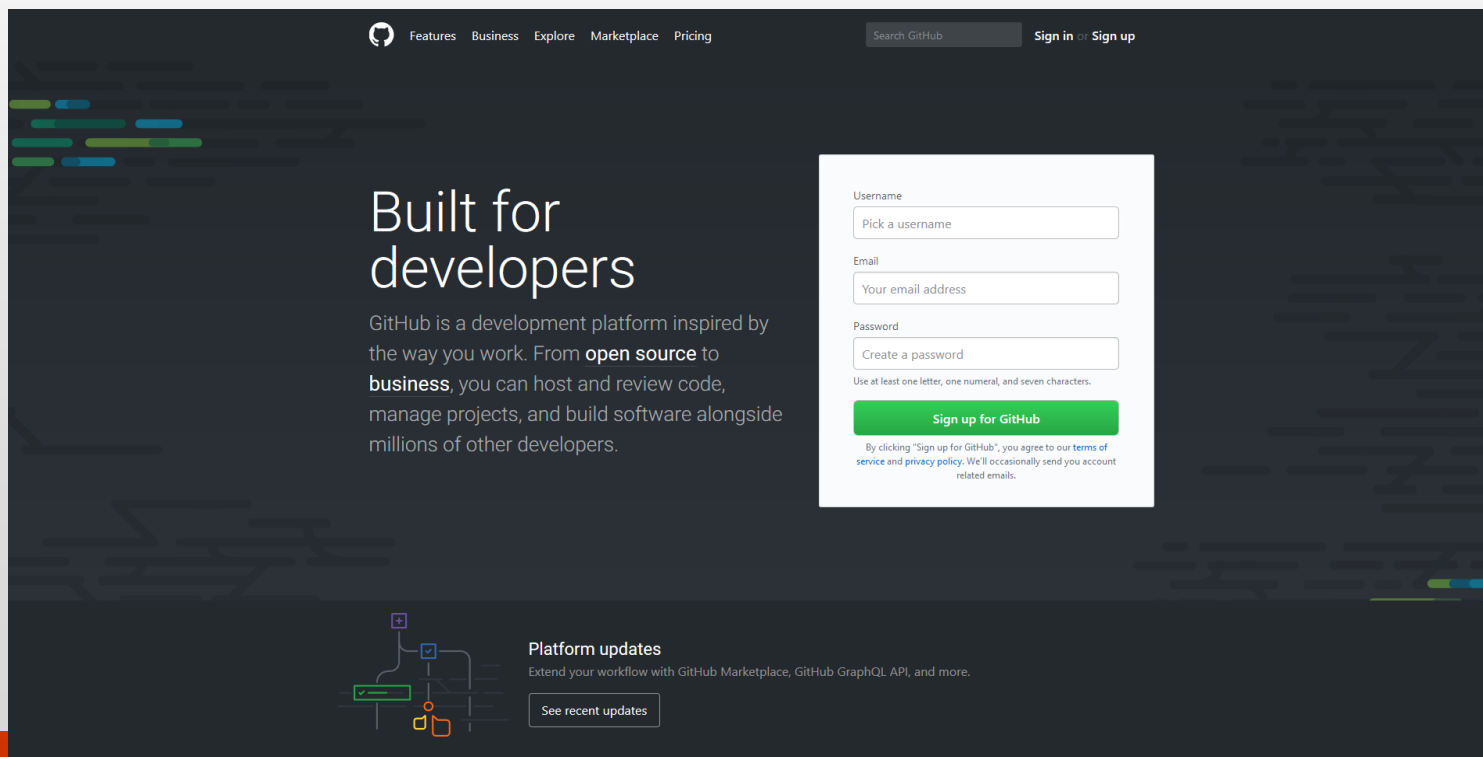 Features Business Explore Marketplace Pricing Search GitHub Sign in or Sign up
Built for
developers
GitHub is a development platform inspired by
the way you work. From open source to
business, you can host and review code,
manage projects, and build software alongside
millions of other developers.
Username
Pick a username
Email
Your email address
Password
Create a password
Use at least one letter, one numeral, and seven characters.
Sign up for GitHub
By clicking "Sign up for GitHub", you agree to our terms of
service and privacy policy. We'll occasionally send you account
related emails.
Platform updates
Extend your workflow with GitHub Marketplace, GitHub GraphQL API, and more.
See recent updates